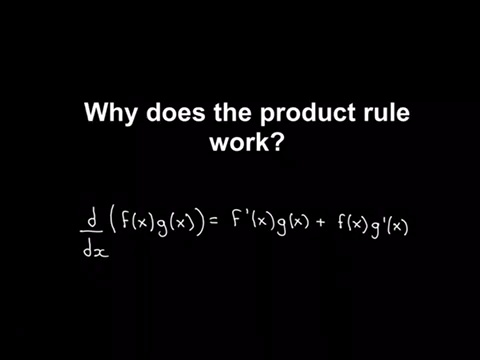 Why does the product rule
work?
d/dx (f(x)g(x)) = F'(x)g(x) + f(x)g'(x)